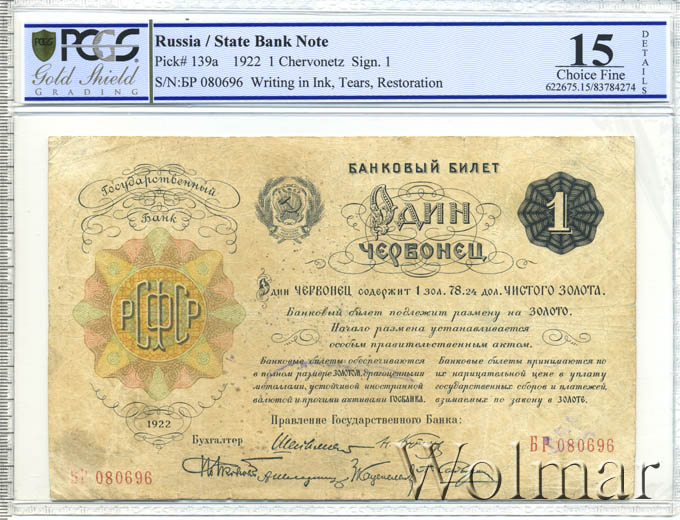 PCGS
Gold Shield
GRADING
Russia / State Bank Note
Pick# 139a 1922 1 Chervonetz Sign. 1
S/N:БР 080696 Writing in Ink, Tears, Restoration
15
Choice Fine
622675.15/83784274
DETAILS
Государственный
Банк
РСФСР
1922
БР 080696
БАНКОВЫЙ БИЛЕТ
Один
ЧЕРВОНЕЦ
1
Один ЧЕРВОНЕЦ содержит 1 зол. 78.24 дол. ЧИСТОГО ЗОЛОТА.
Банковый билет подлежит размену на ЗОЛОТО.
Начало размена устанавливается
особым правительственным актом.
Банковые билеты обеспечиваются
в полном размере ЗОЛОТОМ, драгоценными
металлами, устойчивой иностранной
валютой и прочими активами ГОСБАНКА.
Банковые билеты принимаются по
их нарицательной цене в уплату
государственных сборов и платежей,
взимаемых по закону в ЗОЛОТЕ.
Правление Государственного Банка:
Бухгалтер
БР 080696
Wolmar